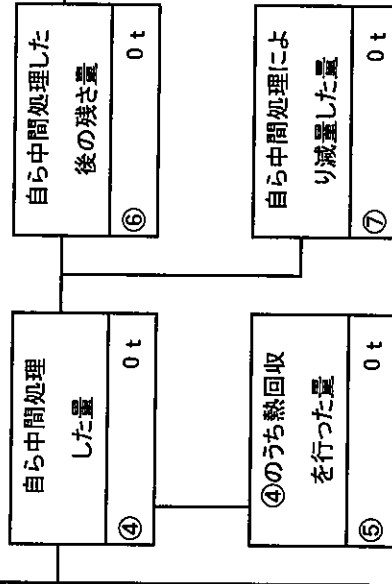 自ら中間処理
した量
④ 0 t
④のうち熱回収
を行った量
⑤ 0 t
自ら中間処理した
後の残さ量
⑥ 0 t
自ら中間処理によ
り減量した量
⑦ 0 t